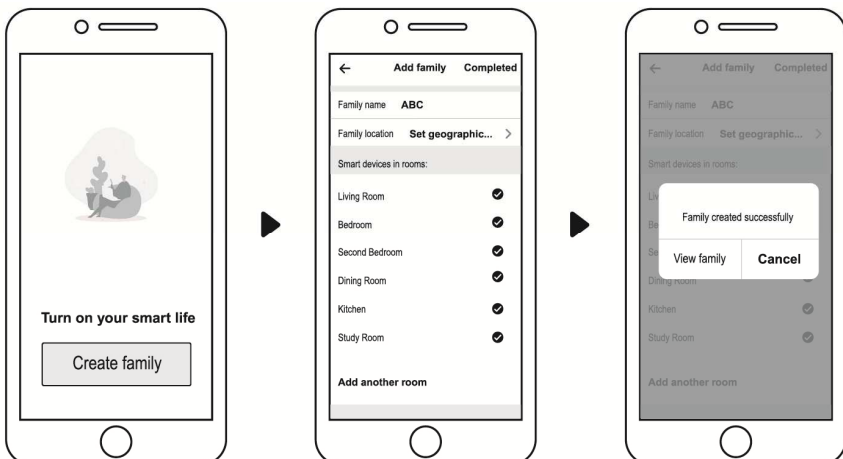 Turn on your smart life
Create family
← Add family Completed
Family name ABC
Family location Set geographic... >
Smart devices in rooms:
Living Room
Bedroom
Second Bedroom
Dining Room
Kitchen
Study Room
Add another room
← Add family Completed
Family name ABC
Family location Set geographic... >
Smart devices in rooms:
Liv
Be
Family created successfully
Se
View family Cancel
Dining Room
Kitchen
Study Room
Add another room